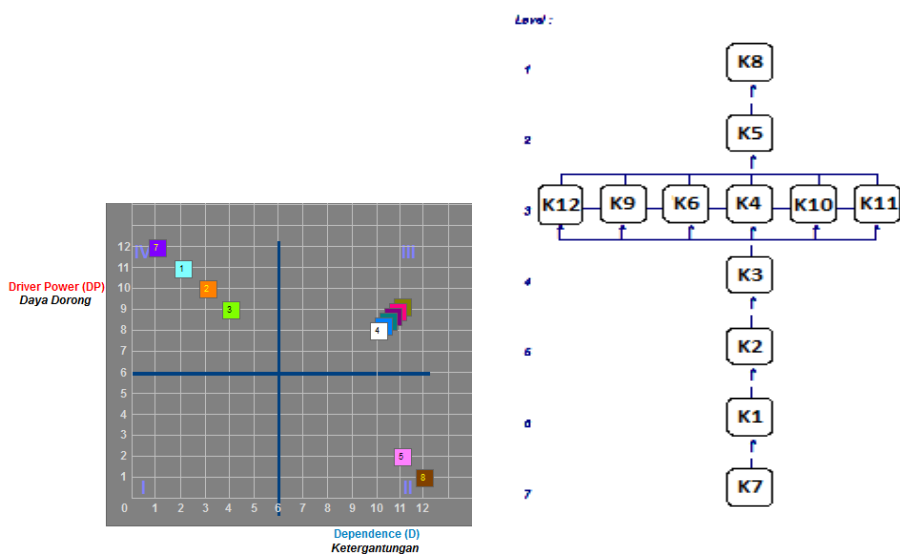 Level :
1
K8
2
K5
3
K12 K9 K6 K4 K10 K11
4
K3
5
K2
6
K1
7
K7
Driver Power (DP)
Daya Dorong
12
11
10
9
8
7
6
5
4
3
2
1
0 1 2 3 4 5 6 7 8 9 10 11 12
IV
III
I
II
7
1
2
3
4
5
8
Dependence (D)
Ketergantungan